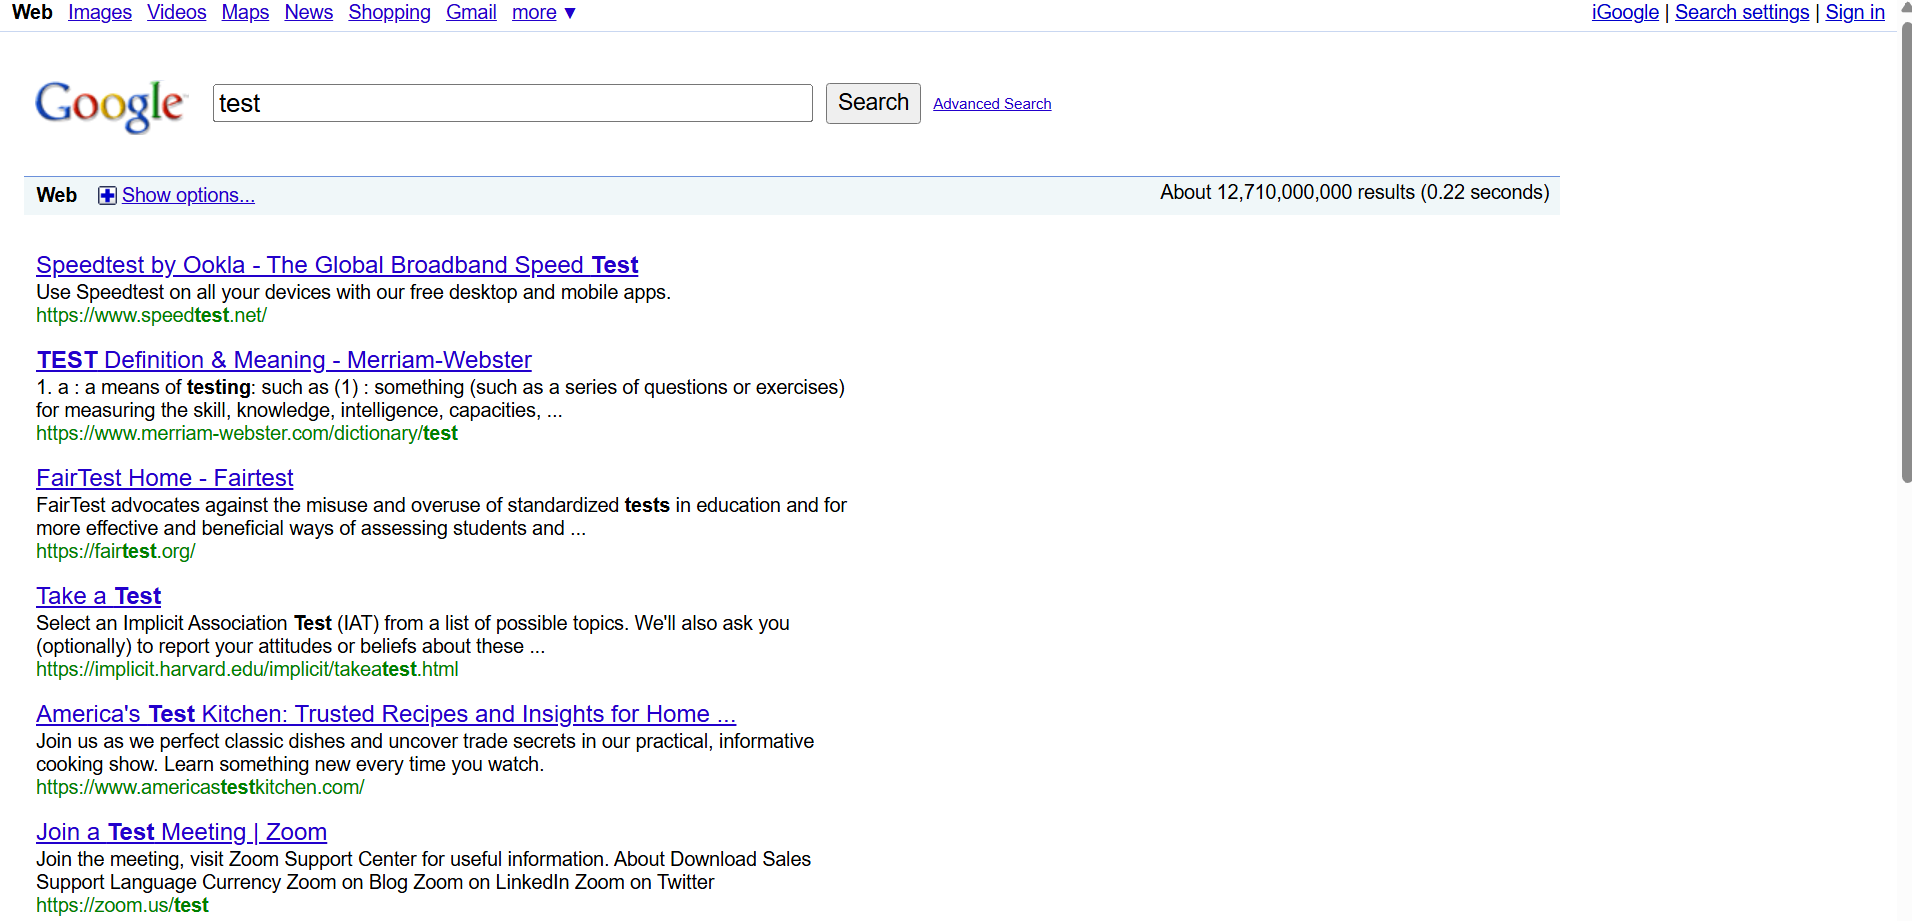 Web Images Videos Maps News Shopping Gmail more ▼ iGoogle | Search settings | Sign in
Google™ test Search Advanced Search
Web Show options... About 12,710,000,000 results (0.22 seconds)
Speedtest by Ookla - The Global Broadband Speed Test
Use Speedtest on all your devices with our free desktop and mobile apps.
https://www.speedtest.net/
TEST Definition & Meaning - Merriam-Webster
1. a : a means of testing: such as (1) : something (such as a series of questions or exercises)
for measuring the skill, knowledge, intelligence, capacities, ...
https://www.merriam-webster.com/dictionary/test
FairTest Home - Fairtest
FairTest advocates against the misuse and overuse of standardized tests in education and for
more effective and beneficial ways of assessing students and ...
https://fairtest.org/
Take a Test
Select an Implicit Association Test (IAT) from a list of possible topics. We'll also ask you
(optionally) to report your attitudes or beliefs about these ...
https://implicit.harvard.edu/implicit/takeatest.html
America's Test Kitchen: Trusted Recipes and Insights for Home ...
Join us as we perfect classic dishes and uncover trade secrets in our practical, informative
cooking show. Learn something new every time you watch.
https://www.americastestkitchen.com/
Join a Test Meeting | Zoom
Join the meeting, visit Zoom Support Center for useful information. About Download Sales
Support Language Currency Zoom on Blog Zoom on LinkedIn Zoom on Twitter
https://zoom.us/test